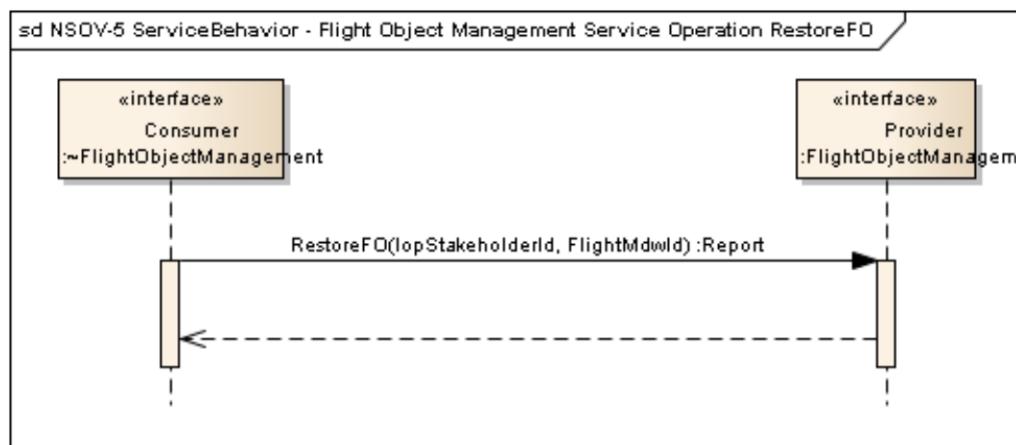 sd NSOV-5 ServiceBehavior - Flight Object Management Service Operation RestoreFO
«interface»
Consumer
:~FlightObjectManagement
«interface»
Provider
:FlightObjectManagem
RestoreFO(IopStakeholderId, FlightMdwId) :Report